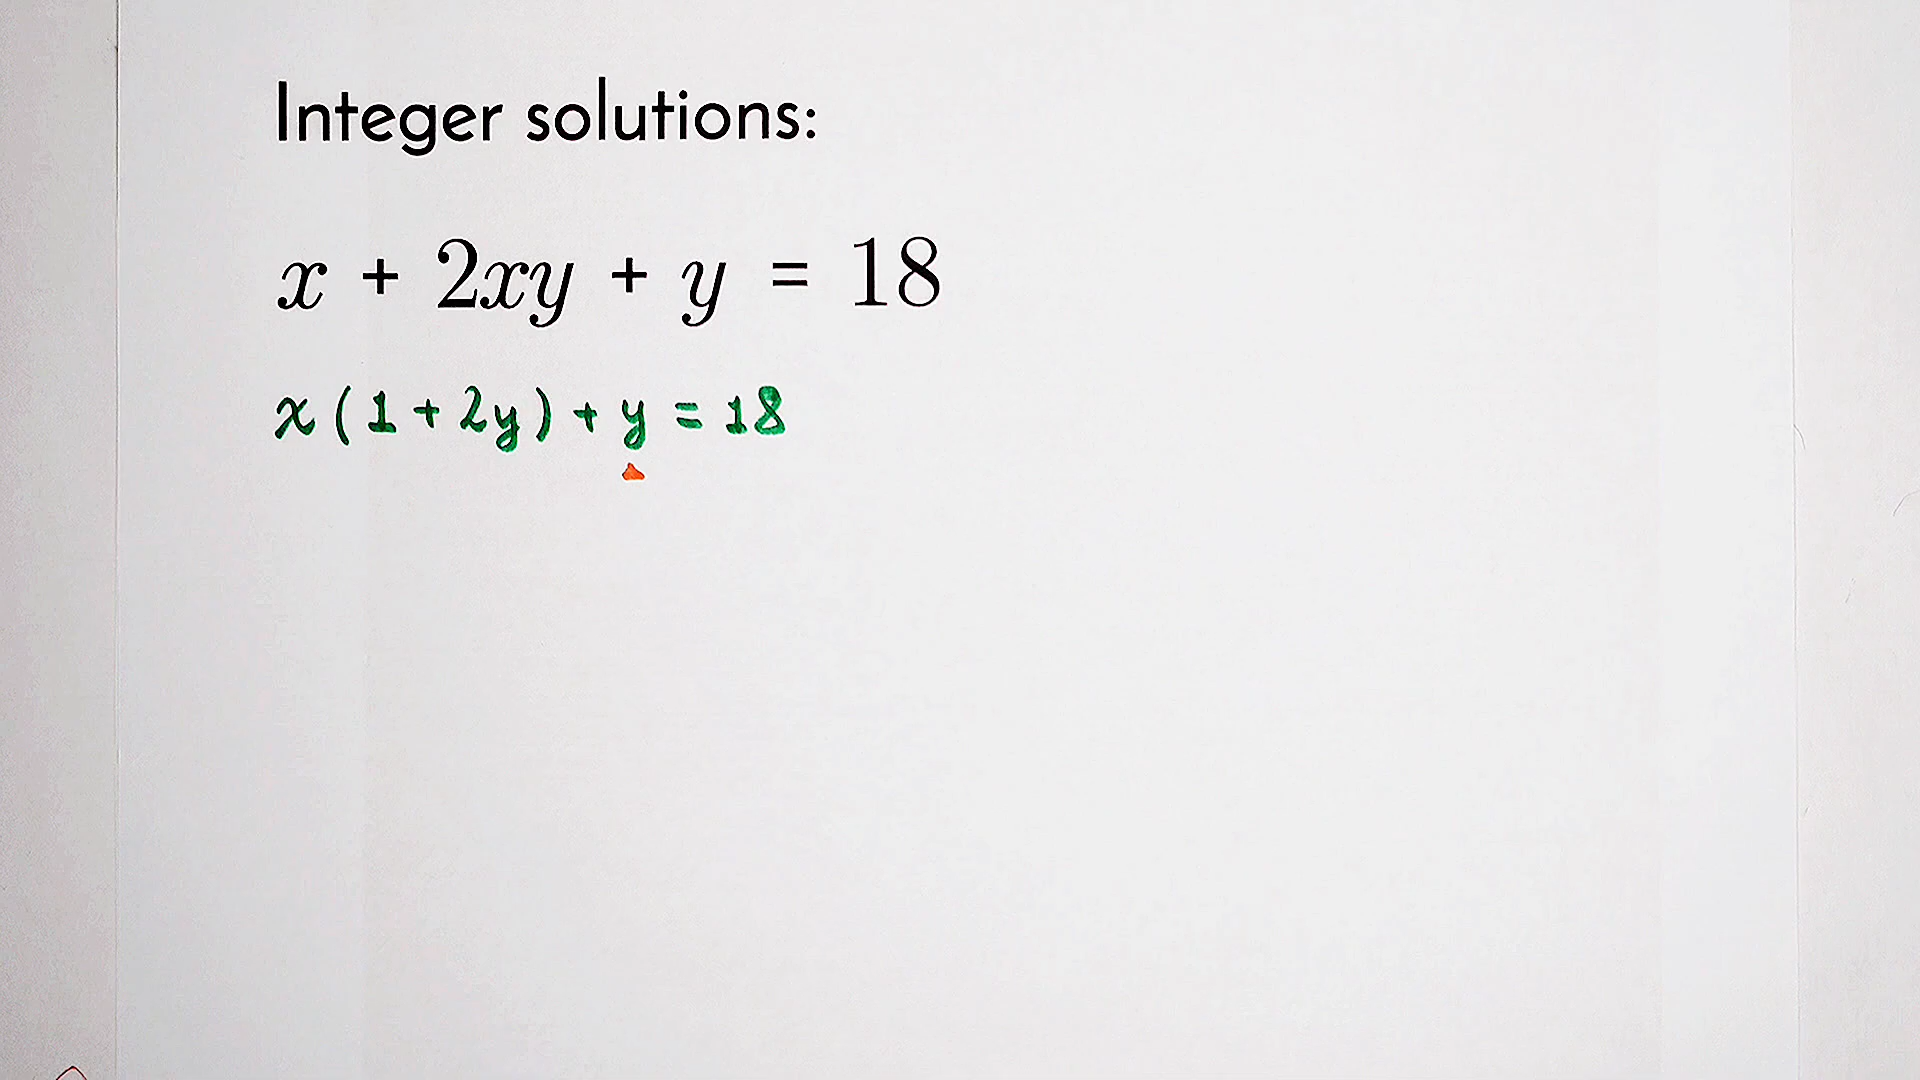 Integer solutions:
x + 2xy + y = 18
x(1+2y)+y=18